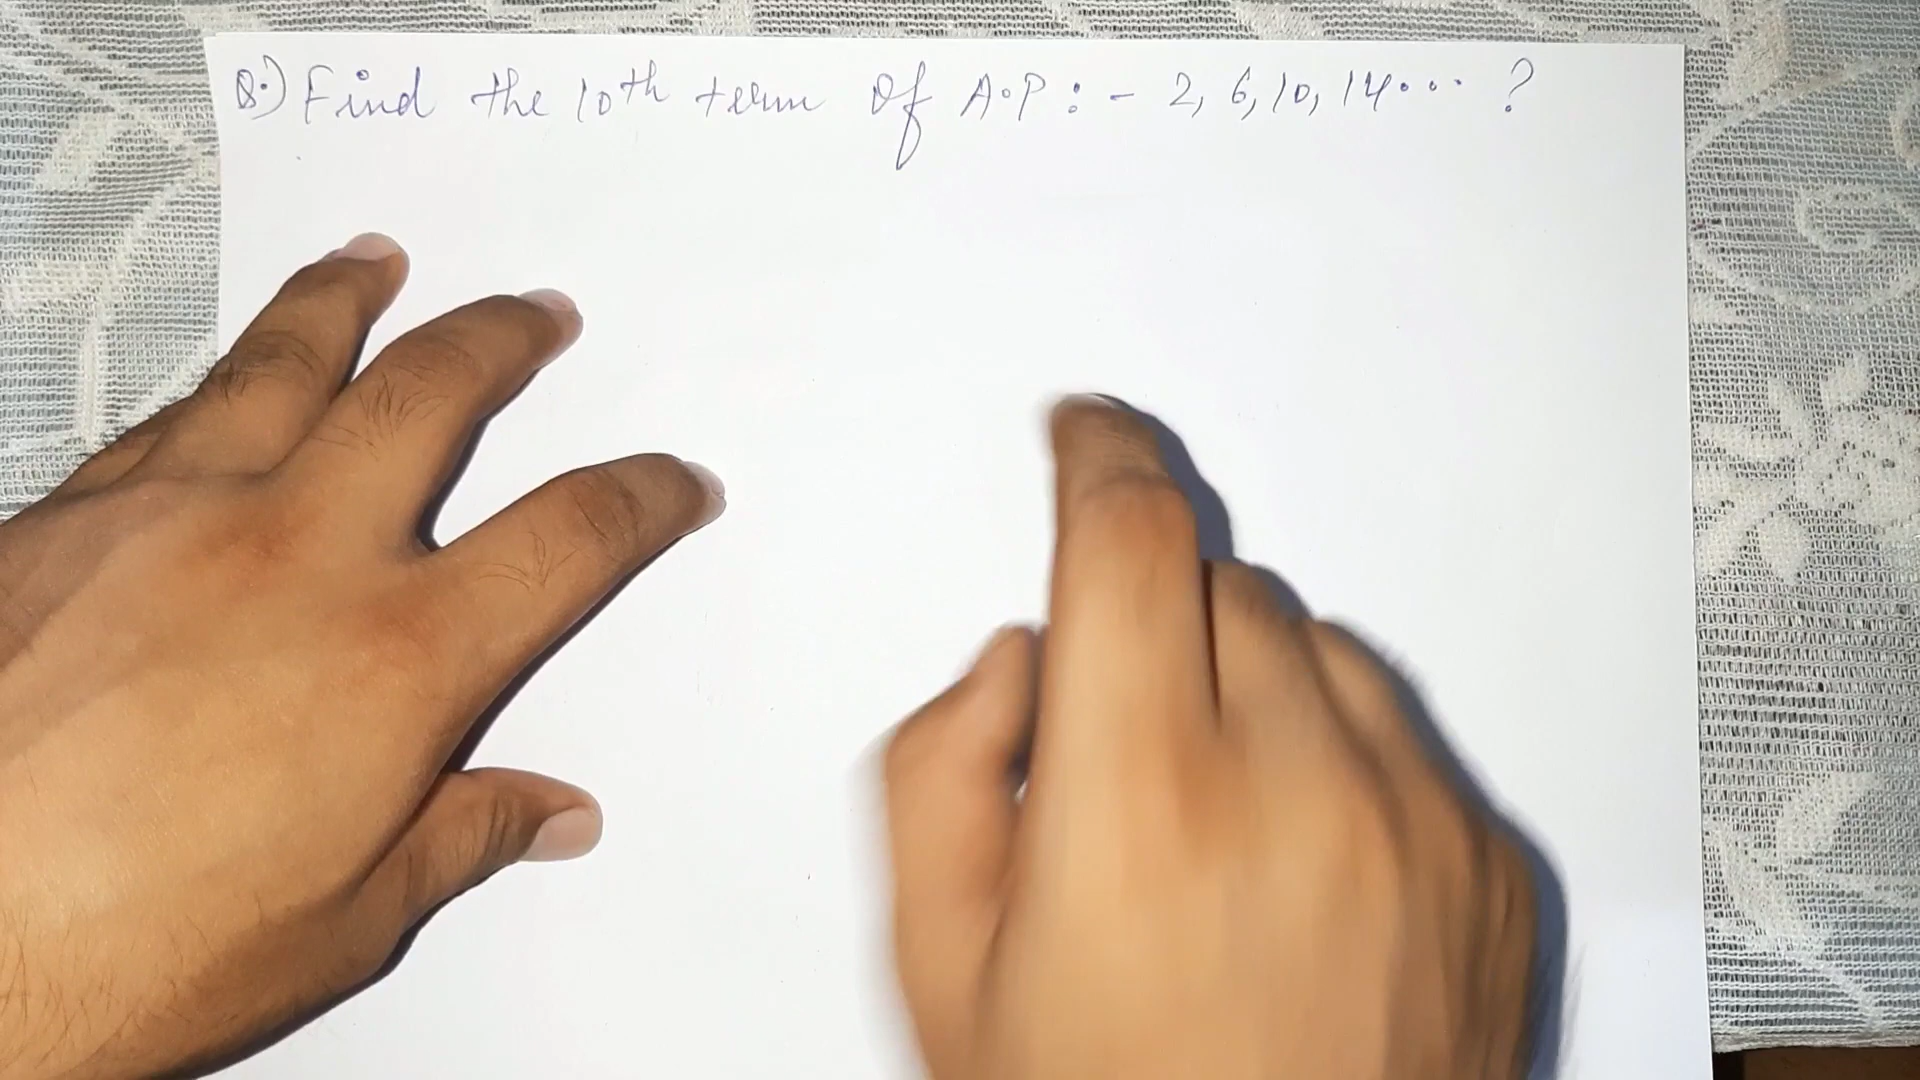 Q.) Find the 10th term of A.P :- 2, 6, 10, 14... ?